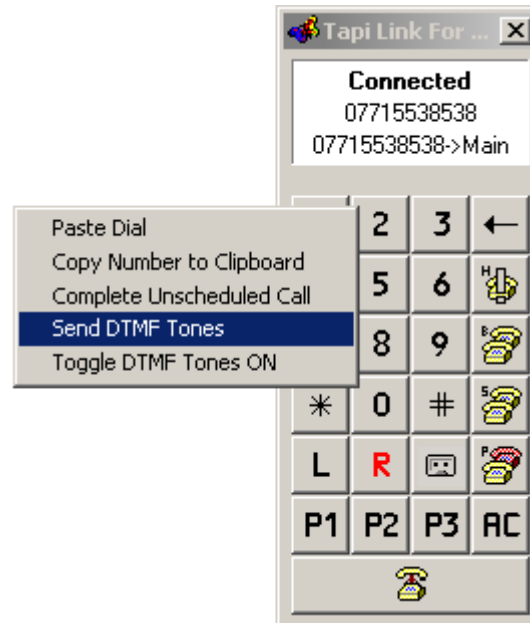 Tapi Link For ...
Connected
07715538538
07715538538->Main
Paste Dial
Copy Number to Clipboard
Complete Unscheduled Call
Send DTMF Tones
Toggle DTMF Tones ON
2 3 ←
5 6 H
8 9 B
* 0 # S
L R P
P1 P2 P3 AC